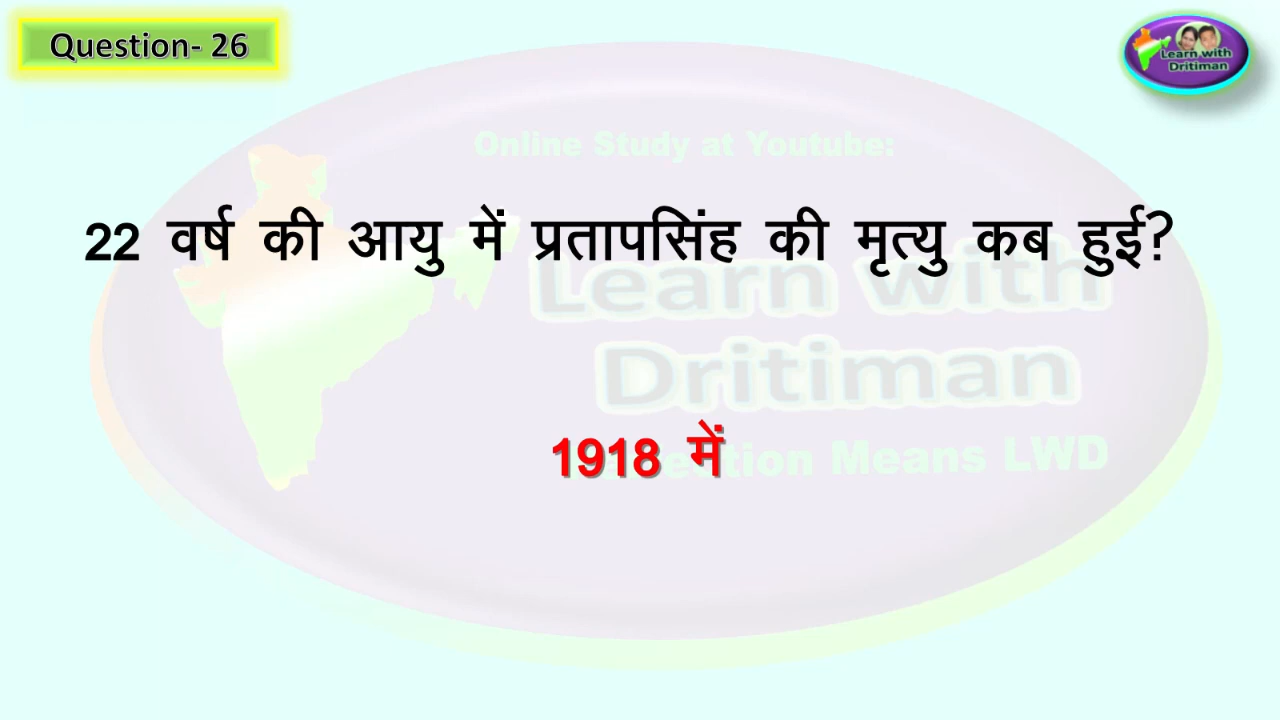 Question- 26
Learn with
Dritiman
Online Study at Youtube:
22 वर्ष की आयु में प्रतापसिंह की मृत्यु कब हुई?
Learn with
Dritiman
1918 में
Means LWD